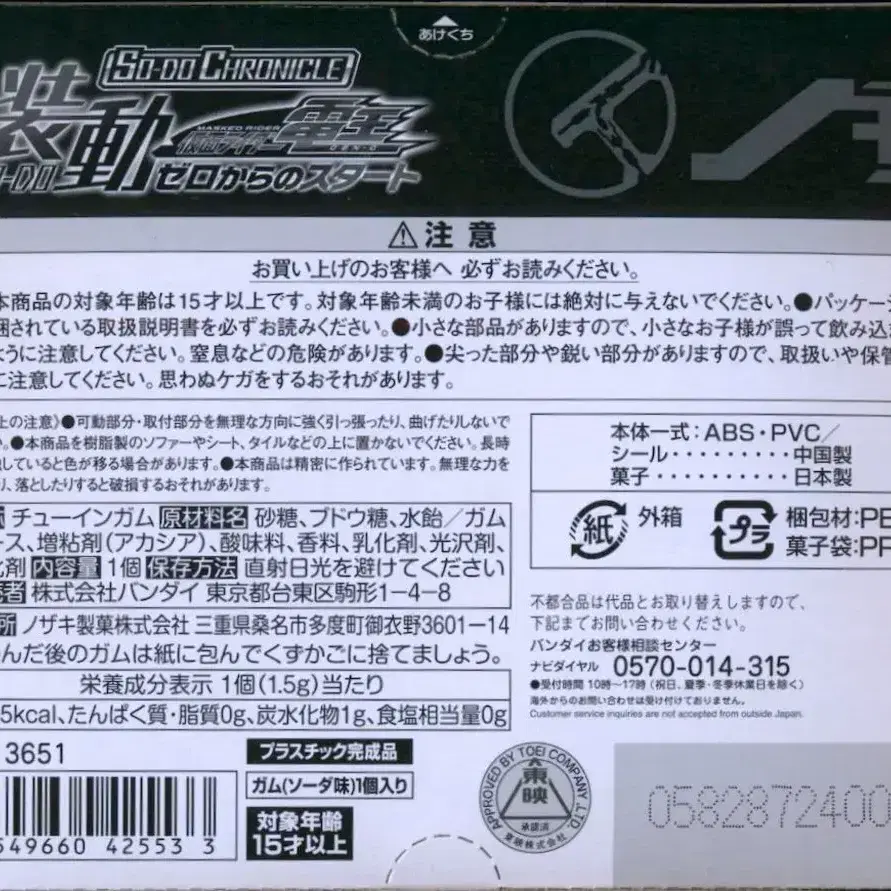 あけくち
SO-DO CHRONICLE
装動
MASKED RIDER
仮面ライダー電王
DEN-O
ゼロからのスタート
注意
お買い上げのお客様へ 必ずお読みください。
本商品の対象年齢は15才以上です。対象年齢未満のお子様には絶対に与えないでください。●パッケー
梱されている取扱説明書を必ずお読みください。●小さな部品がありますので、小さなお子様が誤って飲み込
ように注意してください。窒息などの危険があります。●尖った部分や鋭い部分がありますので、取扱いや保管
に注意してください。思わぬケガをするおそれがあります。
上の注意》●可動部分・取付部分を無理な方向に強く引っ張ったり、曲げたりしないで
い。●本商品を樹脂製のソファーやシート、タイルなどの上に置かないでください。長時
していると色が移る場合があります。●本商品は精密に作られています。無理な力を
り、落としたりすると破損するおそれがあります。
チューインガム 原材料名 砂糖、ブドウ糖、水飴／ガム
ース、増粘剤(アカシア)、酸味料、香料、乳化剤、光沢剤、
化剤 内容量 1個 保存方法 直射日光を避けてください
者 株式会社バンダイ 東京都台東区駒形1-4-8
所 ノザキ製菓株式会社 三重県桑名市多度町御衣野3601-14
んだ後のガムは紙に包んでくずかごに捨てましょう。
栄養成分表示 1個(1.5g)当たり
5kcal、たんぱく質・脂質0g、炭水化物1g、食塩相当量0g
3651
549660 42553 3
プラスチック完成品
ガム(ソーダ味)1個入り
対象年齢
15才以上
本体一式：ABS・PVC／
シール・・・・・・・・・中国製
菓子・・・・・・・・・・日本製
紙 外箱
プラ 梱包材：PE
菓子袋：PP
不都合品は代品とお取り替えしますので、
下記までお問い合わせください。
バンダイお客様相談センター
ナビダイヤル 0570-014-315
●受付時間 10時～17時 (祝日、夏季・冬季休業日を除く)
海外からのお問い合わせは受け付けておりません。
Customer service inquiries are not accepted from outside Japan.
APPROVED BY TOEI COMPANY, LTD.
東映
承認済
東映株式会社
0582872400